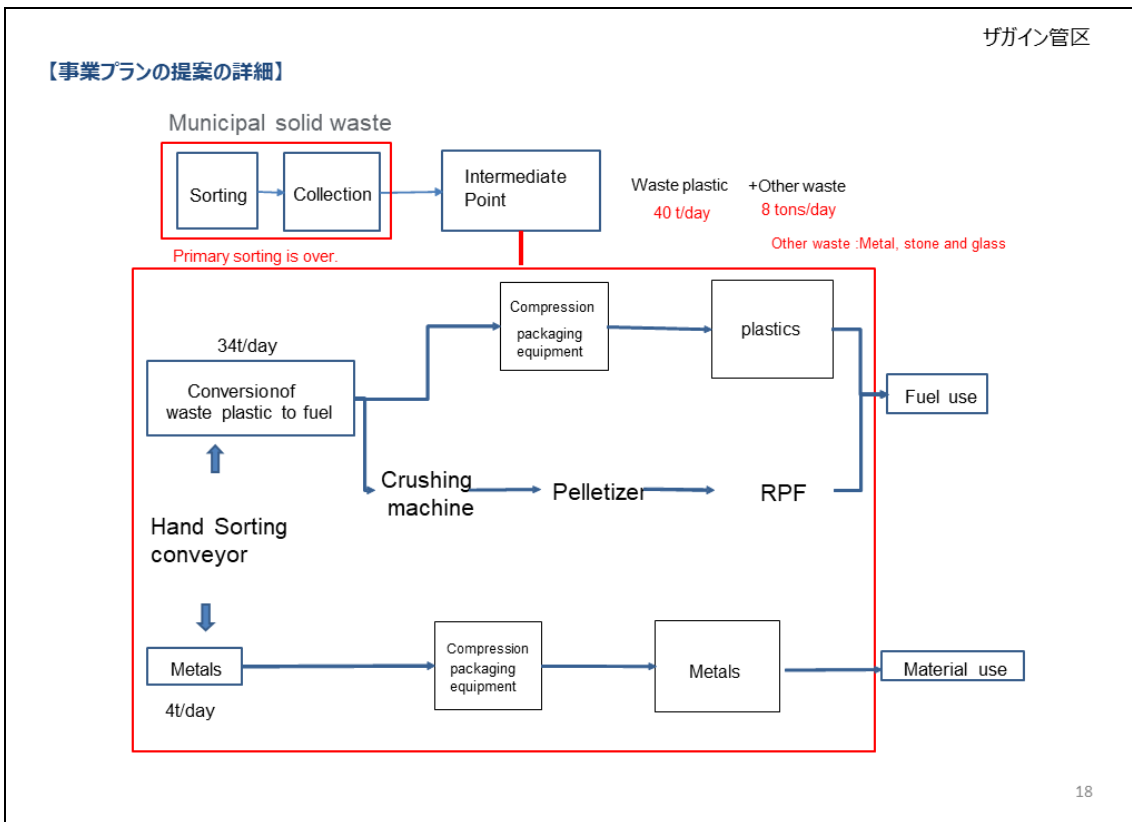 ザガイン管区
【事業プランの提案の詳細】
Municipal solid waste
Sorting
Collection
Intermediate
Point
Waste plastic
40 t/day
+Other waste
8 tons/day
Other waste :Metal, stone and glass
Primary sorting is over.
34t/day
Conversionof
waste plastic to fuel
Compression
packaging
equipment
plastics
Fuel use
Crushing
machine
Pelletizer
RPF
Hand Sorting
conveyor
Metals
4t/day
Compression
packaging
equipment
Metals
Material use
18